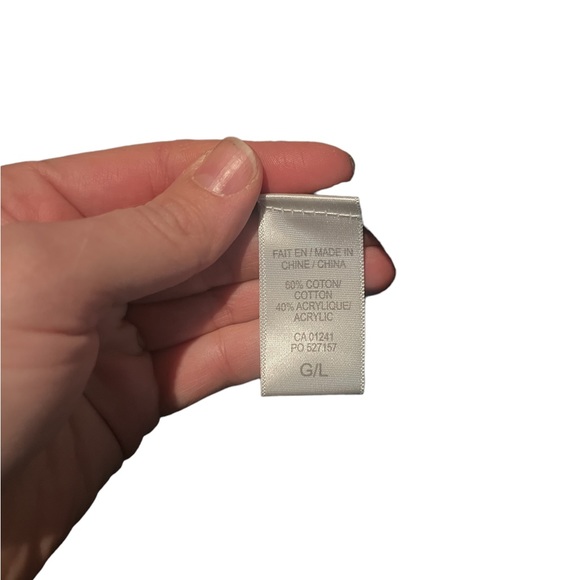 FAIT EN / MADE IN
CHINE / CHINA
60% COTON/
COTTON
40% ACRYLIQUE/
ACRYLIC
CA 01241
PO 527157
G/L